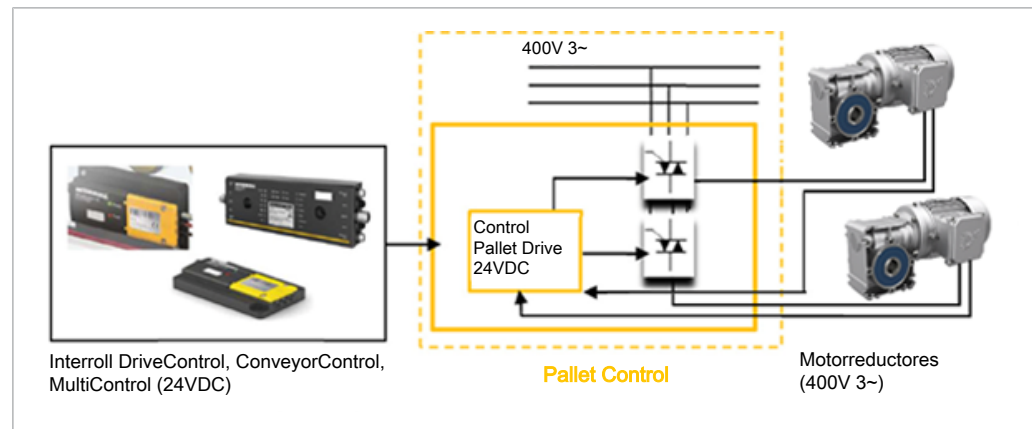 400V 3~
Control
Pallet Drive
24VDC
Interroll DriveControl, ConveyorControl,
MultiControl (24VDC)
Pallet Control
Motorreductores
(400V 3~)